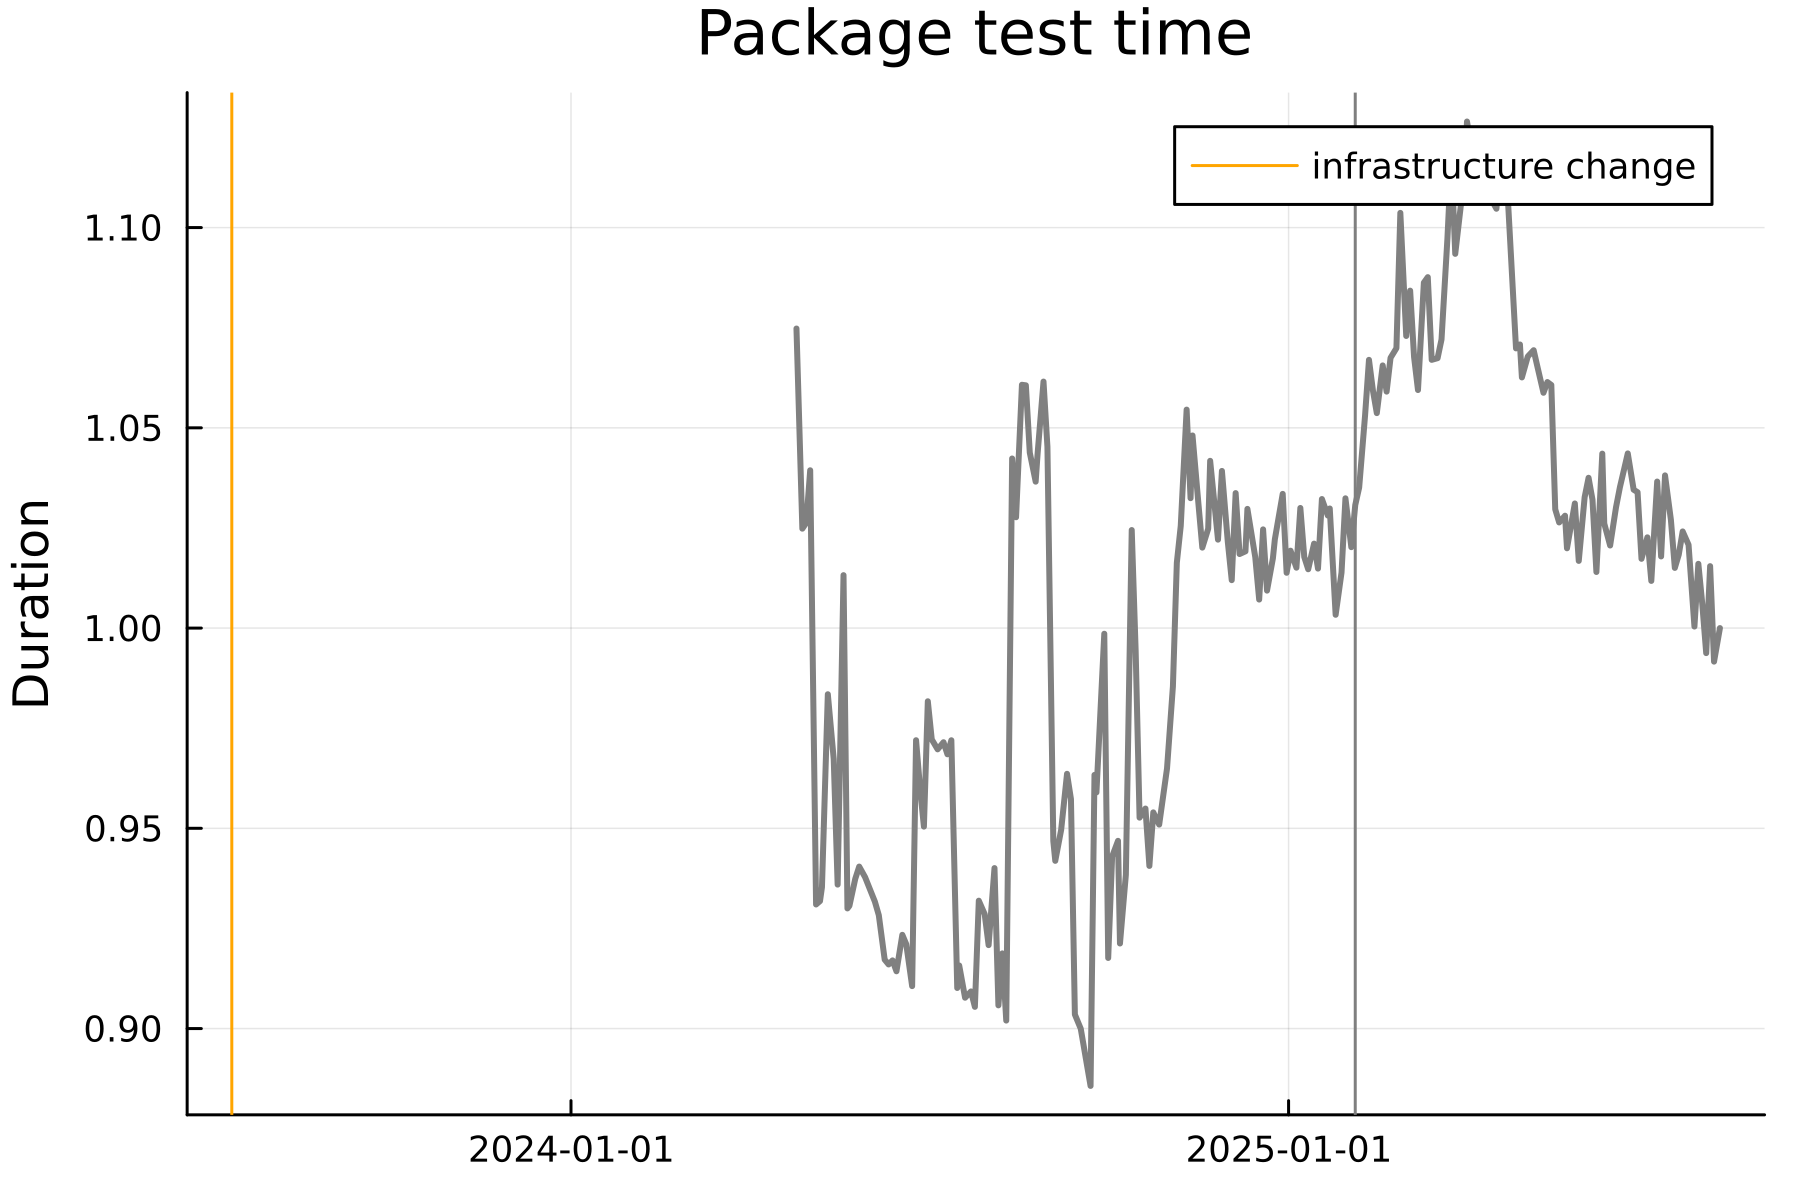 Package test time
infrastructure change
1.10
1.05
1.00
0.95
0.90
Duration
2024-01-01
2025-01-01